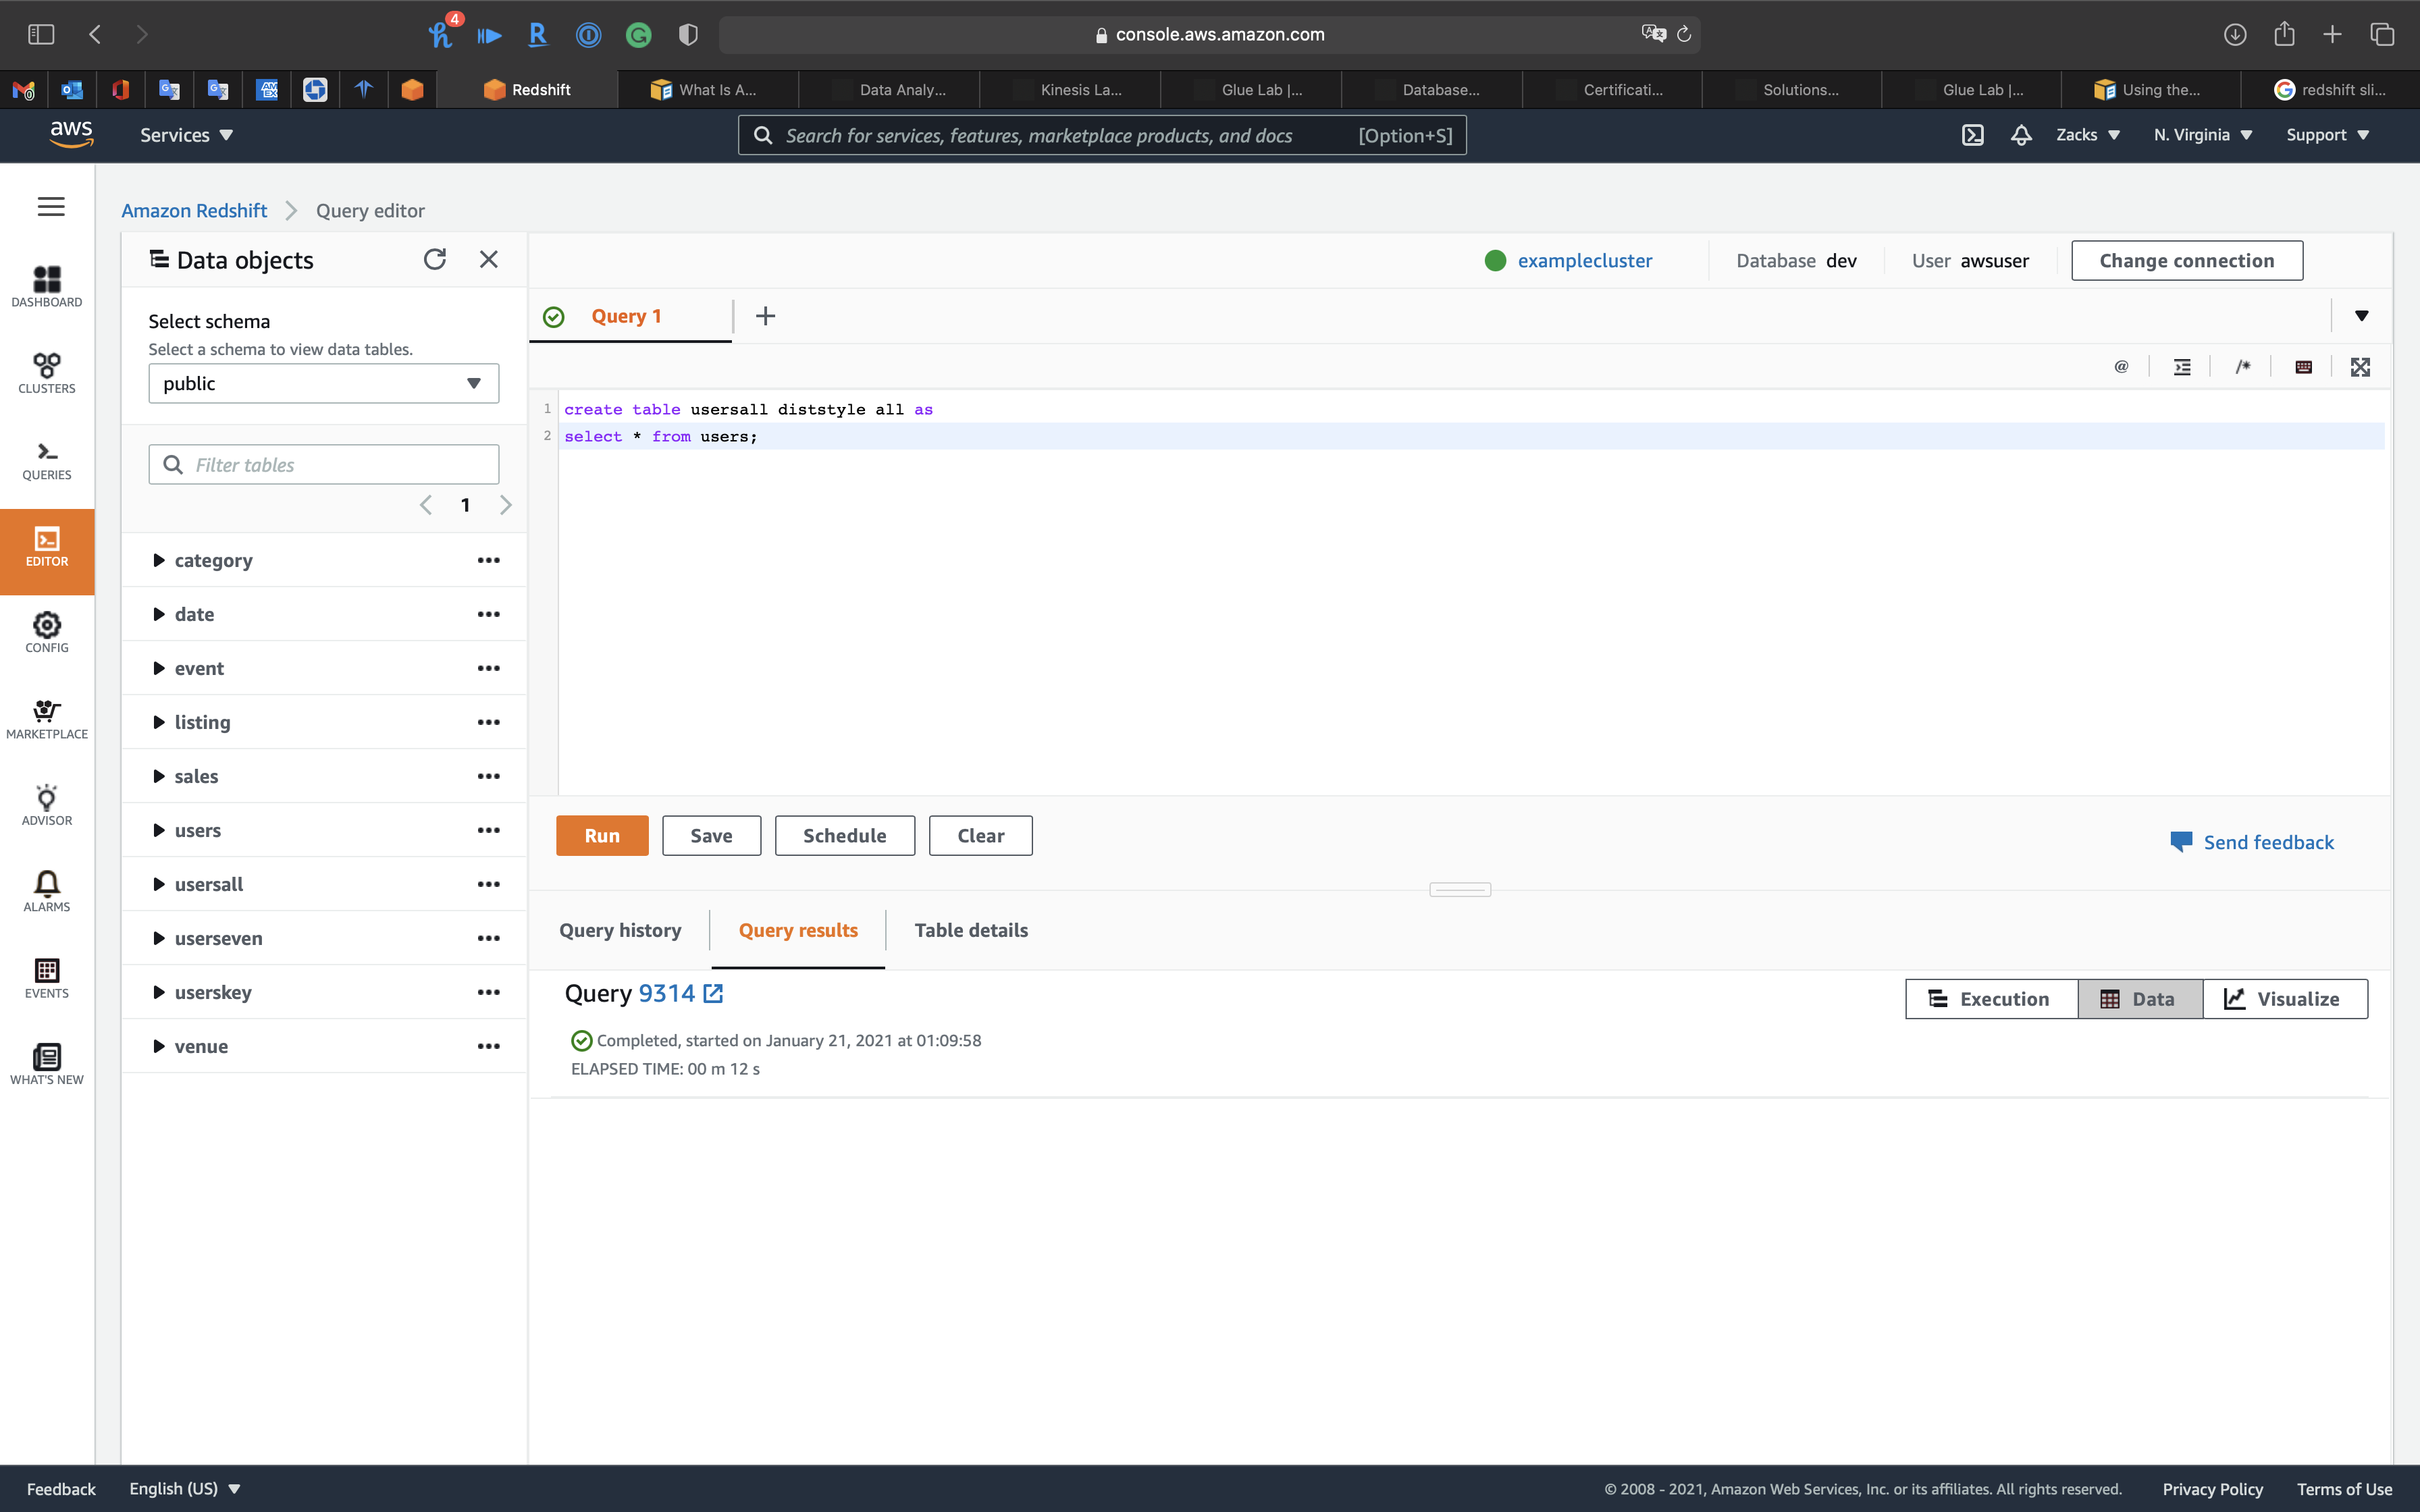 4
console.aws.amazon.com
Redshift
What Is A...
Data Analy...
Kinesis La...
Glue Lab |...
Database...
Certificati...
Solutions...
Glue Lab |...
Using the...
redshift sli...
aws
Services
Search for services, features, marketplace products, and docs [Option+S]
Zacks
N. Virginia
Support
Amazon Redshift
Query editor
DASHBOARD
CLUSTERS
QUERIES
EDITOR
CONFIG
MARKETPLACE
ADVISOR
ALARMS
EVENTS
WHAT'S NEW
Data objects
Select schema
Select a schema to view data tables.
public
Filter tables
1
category
date
event
listing
sales
users
usersall
userseven
userskey
venue
examplecluster
Database dev
User awsuser
Change connection
Query 1
@
/*
1 create table usersall diststyle all as
2 select * from users;
Run
Save
Schedule
Clear
Send feedback
Query history
Query results
Table details
Query 9314
Execution
Data
Visualize
Completed, started on January 21, 2021 at 01:09:58
ELAPSED TIME: 00 m 12 s
Feedback
English (US)
© 2008 - 2021, Amazon Web Services, Inc. or its affiliates. All rights reserved.
Privacy Policy
Terms of Use